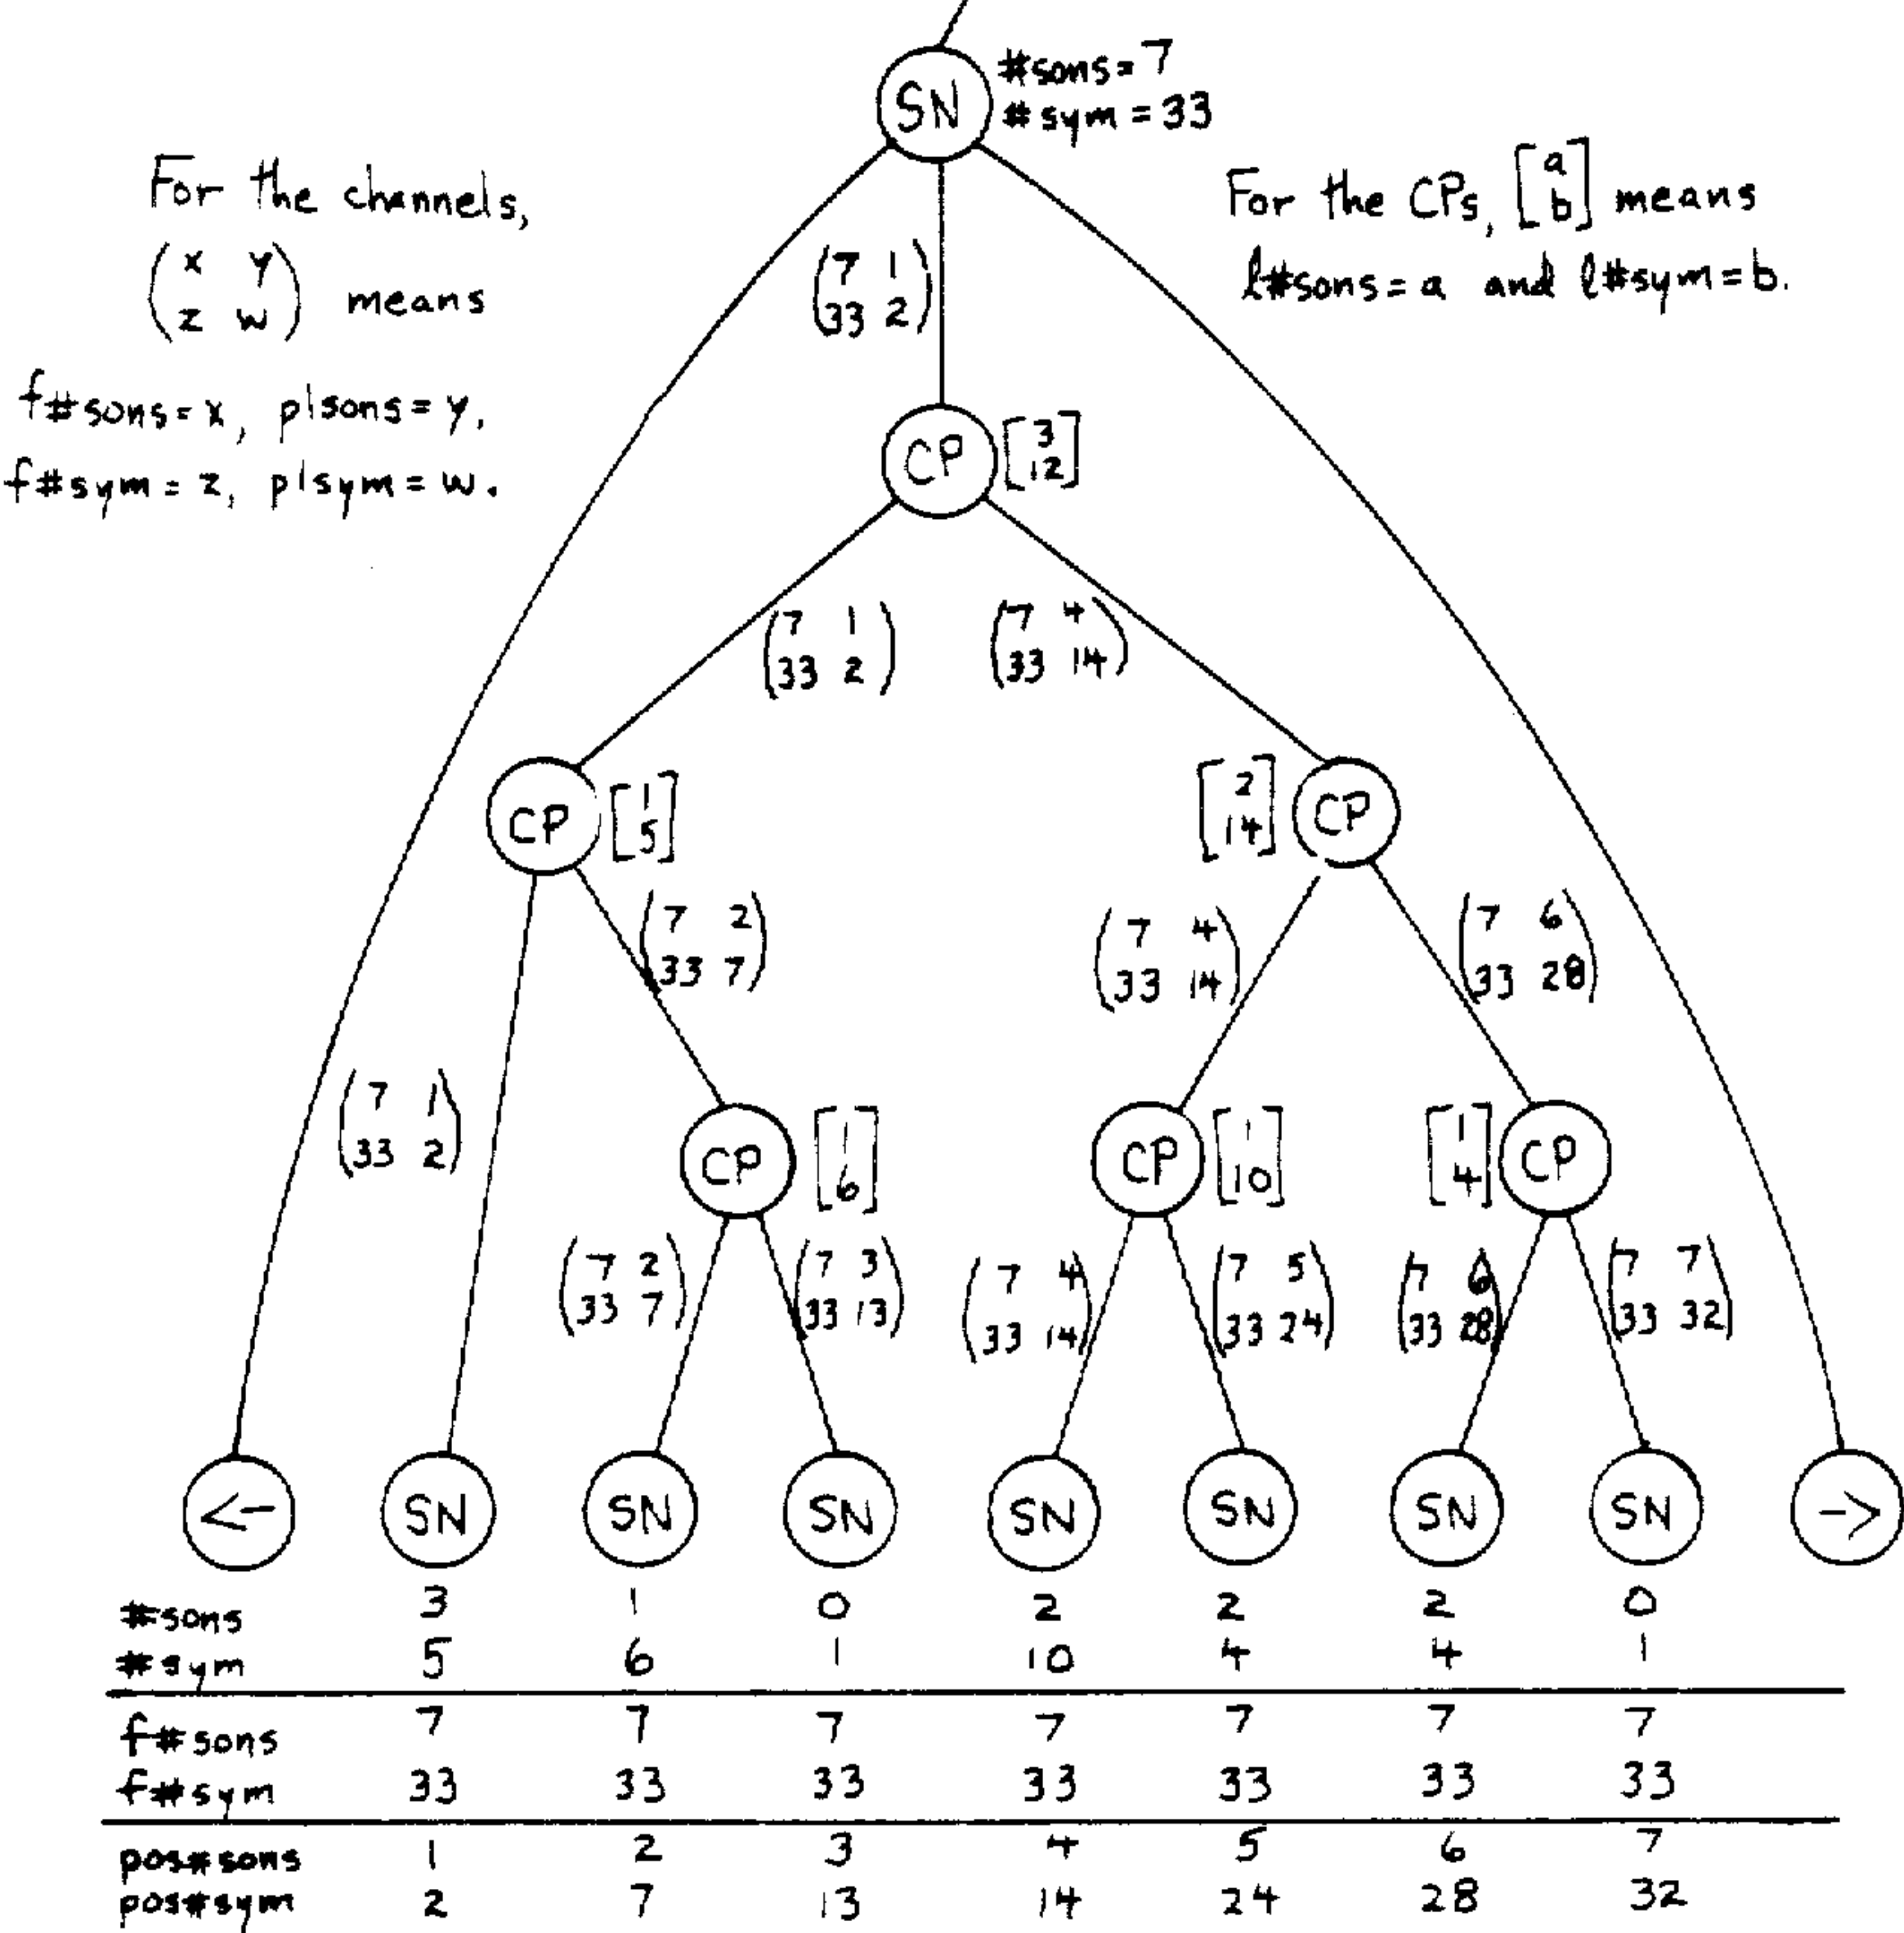 SN
#sons=7
#sym=33
For the channels,
(x y
z w) means
f#sons=x, p1sons=y,
f#sym=z, p1sym=w.
For the CPs, [a
b] means
l#sons=a and l#sym=b.
(7 1
33 2)
CP [3
12]
(7 1
33 2)
(7 4
33 14)
CP [1
5]
[2
14] CP
(7 2
33 7)
(7 4
33 14)
(7 6
33 28)
(7 1
33 2)
CP [1
6]
CP [1
10]
[1
4] CP
(7 2
33 7)
(7 3
33 13)
(7 4
33 14)
(7 5
33 24)
(7 6
33 28)
(7 7
33 32)
<- SN SN SN SN SN SN SN ->
#sons 3 1 0 2 2 2 0
#sym 5 6 1 10 4 4 1
f#sons 7 7 7 7 7 7 7
f#sym 33 33 33 33 33 33 33
pos#sons 1 2 3 4 5 6 7
pos#sym 2 7 13 14 24 28 32